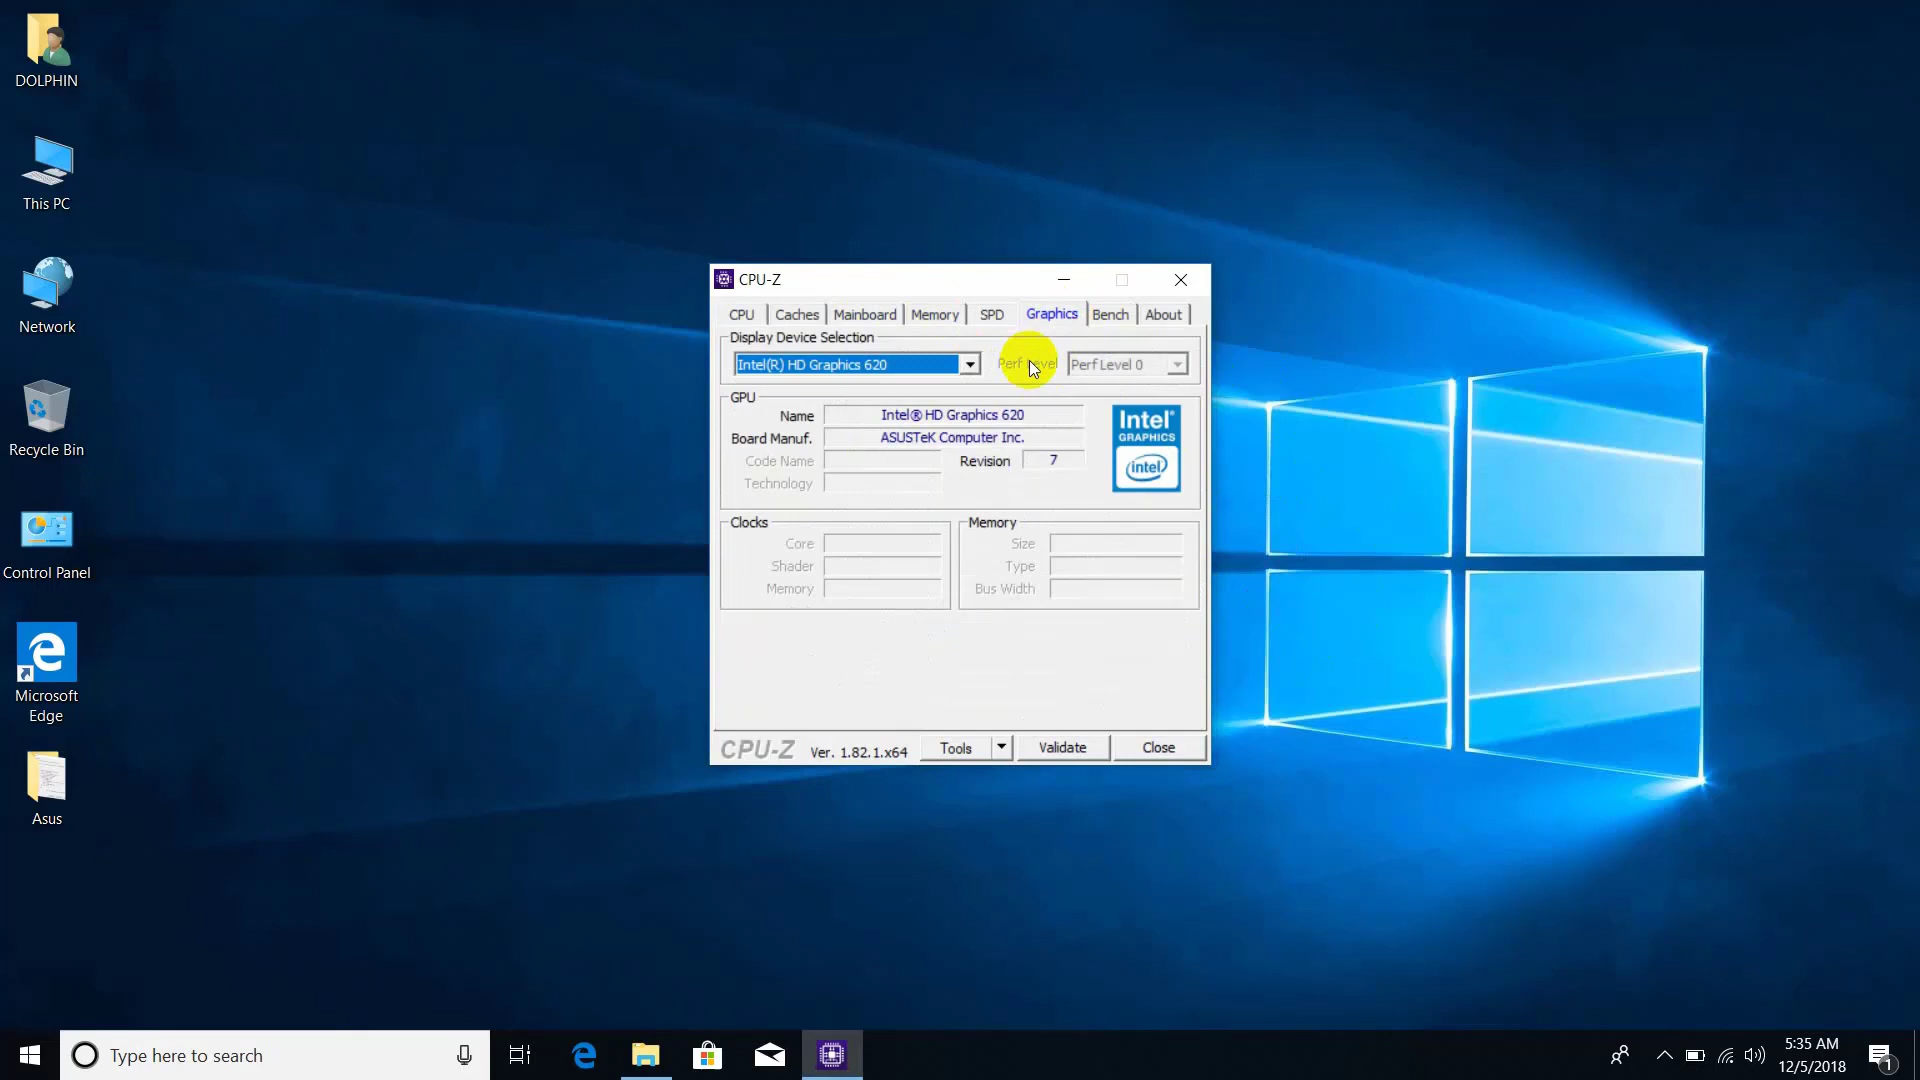 DOLPHIN
This PC
Network
Recycle Bin
Control Panel
Microsoft
Edge
Asus
CPU-Z
CPU Caches Mainboard Memory SPD Graphics Bench About
Display Device Selection
Intel(R) HD Graphics 620 Perf Level Perf Level 0
GPU
Name Intel® HD Graphics 620
Board Manuf. ASUSTeK Computer Inc.
Code Name Revision 7
Technology
Intel®
GRAPHICS
intel
Clocks
Core
Shader
Memory
Memory
Size
Type
Bus Width
CPU-Z Ver. 1.82.1.x64 Tools Validate Close
Type here to search
5:35 AM
12/5/2018
1